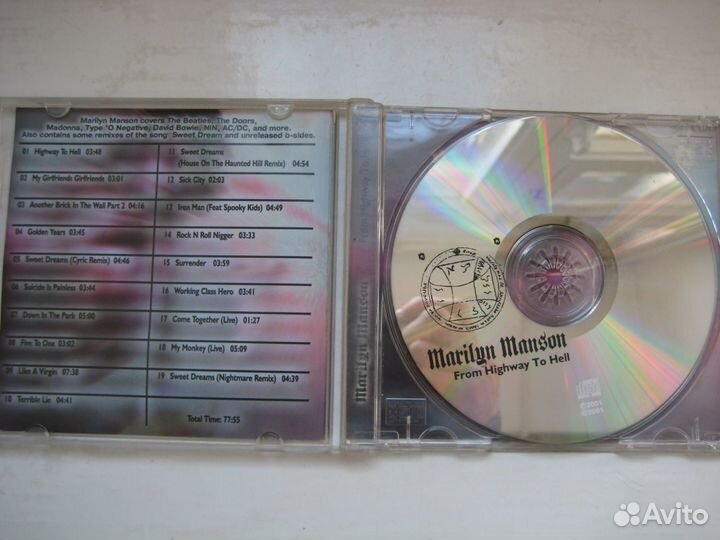 Marilyn Manson covers The Beatles, The Doors,
Madonna, Type 'O Negative, David Bowie, NIN, AC/DC, and more.
Also contains some remixes of the song Sweet Dream and unreleased b-sides.
01 Highway To Hell 03:48
02 My Girlfriends Girlfriends 03:01
03 Another Brick In The Wall Part 2 04:16
04 Golden Years 03:45
05 Sweet Dreams (Cyric Remix) 04:46
06 Suicide Is Painless 03:44
07 Down In The Park 05:00
08 Five To One 03:02
09 Like A Virgin 07:38
10 Terrible Lie 04:41
11 Sweet Dreams
(House On The Haunted Hill Remix) 04:54
12 Sick City 02:03
13 Iron Man (Feat Spooky Kids) 04:49
14 Rock N Roll Nigger 03:33
15 Surrender 03:59
16 Working Class Hero 03:41
17 Come Together (Live) 01:27
18 My Monkey (Live) 05:09
19 Sweet Dreams (Nightmare Remix) 04:39
Total Time: 77:55
Marilyn Manson From Highway To Hell
Marilyn Manson
From Highway To Hell
℗2001
©2001
Avito